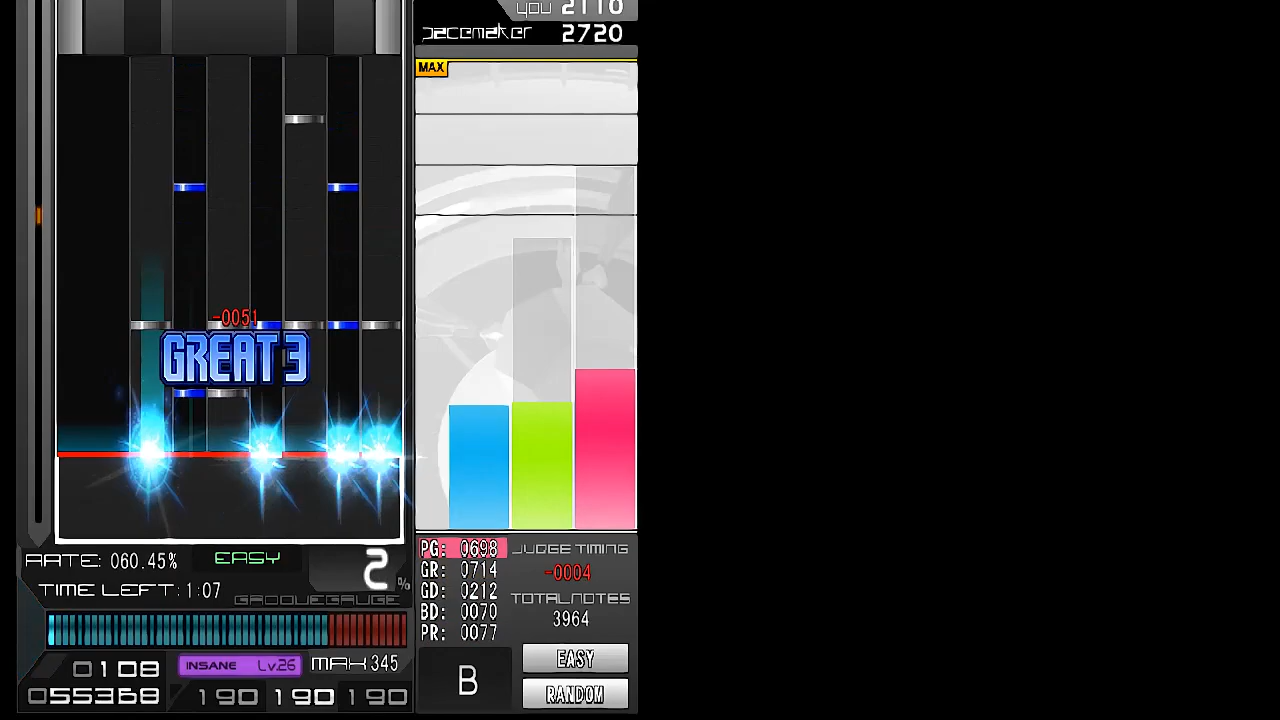 you 2110
pacemaker 2720
MAX
-0051
GREAT 3
RATE: 060.45% EASY 2%
TIME LEFT: 1:07
GROOVEGAUGE
0108 INSANE Lv.26 MAX 345
055368 190 190 190
PG: 0698 JUDGE TIMING
GR: 0714 -0004
GD: 0212 TOTALNOTES
BD: 0070 3964
PR: 0077
B
EASY
RANDOM